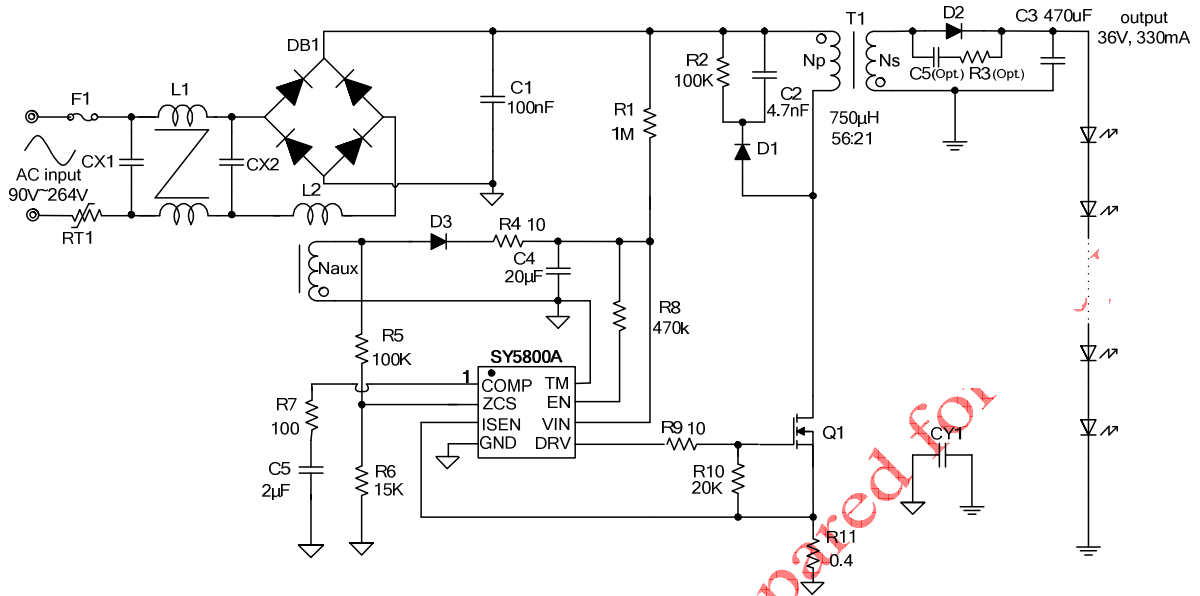 T1
D2
C3 470uF
output
36V, 330mA
DB1
R2
100K
Np
Ns
C5(Opt.)
R3(Opt.)
F1
L1
C1
100nF
C2
4.7nF
R1
1M
750µH
56:21
D1
CX1
CX2
AC input
90V~264V
L2
RT1
D3
R4 10
C4
20µF
Naux
R8
470k
R5
100K
SY5800A
1
COMP
TM
ZCS
EN
ISEN
VIN
GND
DRV
R7
100
R9 10
Q1
CY1
C5
2µF
R6
15K
R10
20K
R11
0.4
pared for